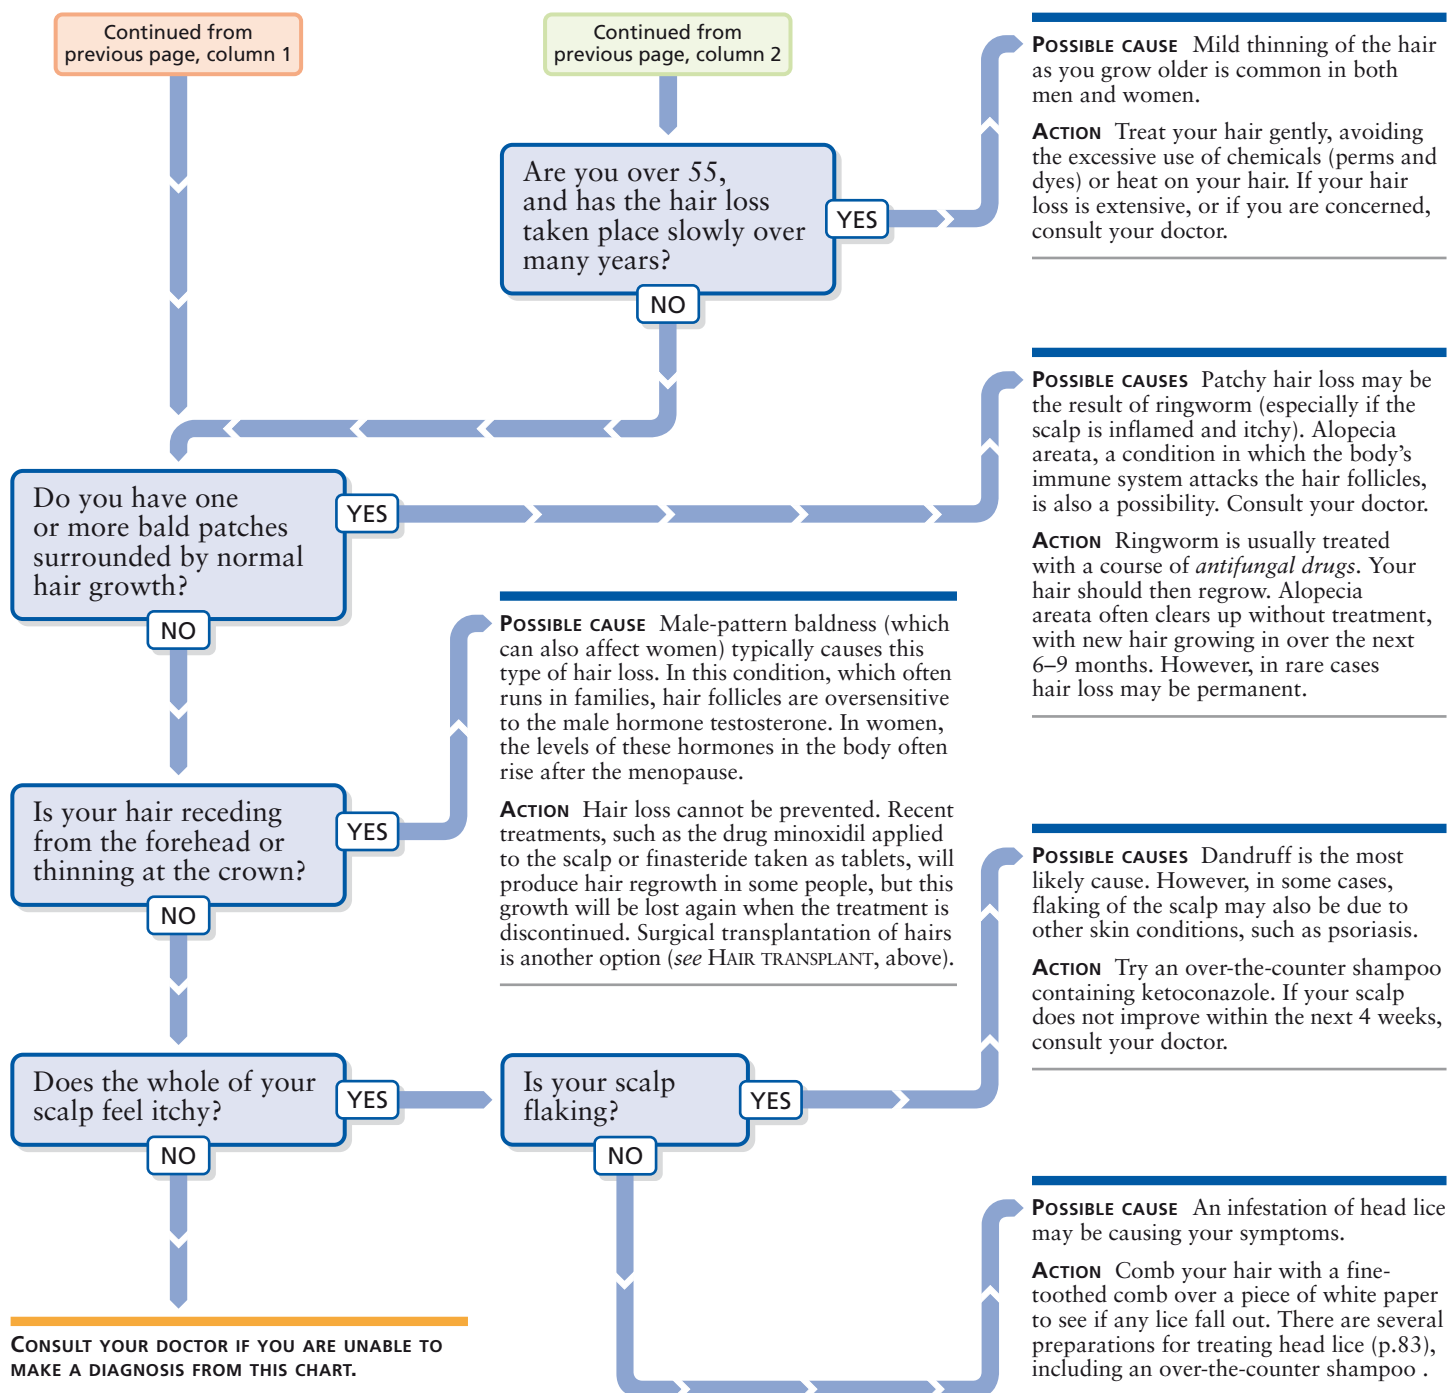 Continued from
previous page, column 1
Continued from
previous page, column 2
Are you over 55,
and has the hair loss
taken place slowly over
many years?
YES
NO
POSSIBLE CAUSE Mild thinning of the hair
as you grow older is common in both
men and women.
ACTION Treat your hair gently, avoiding
the excessive use of chemicals (perms and
dyes) or heat on your hair. If your hair
loss is extensive, or if you are concerned,
consult your doctor.
Do you have one
or more bald patches
surrounded by normal
hair growth?
YES
NO
POSSIBLE CAUSES Patchy hair loss may be
the result of ringworm (especially if the
scalp is inflamed and itchy). Alopecia
areata, a condition in which the body's
immune system attacks the hair follicles,
is also a possibility. Consult your doctor.
ACTION Ringworm is usually treated
with a course of antifungal drugs. Your
hair should then regrow. Alopecia
areata often clears up without treatment,
with new hair growing in over the next
6–9 months. However, in rare cases
hair loss may be permanent.
Is your hair receding
from the forehead or
thinning at the crown?
YES
NO
POSSIBLE CAUSE Male-pattern baldness (which
can also affect women) typically causes this
type of hair loss. In this condition, which often
runs in families, hair follicles are oversensitive
to the male hormone testosterone. In women,
the levels of these hormones in the body often
rise after the menopause.
ACTION Hair loss cannot be prevented. Recent
treatments, such as the drug minoxidil applied
to the scalp or finasteride taken as tablets, will
produce hair regrowth in some people, but this
growth will be lost again when the treatment is
discontinued. Surgical transplantation of hairs
is another option (see HAIR TRANSPLANT, above).
Does the whole of your
scalp feel itchy?
YES
NO
Is your scalp
flaking?
YES
NO
POSSIBLE CAUSES Dandruff is the most
likely cause. However, in some cases,
flaking of the scalp may also be due to
other skin conditions, such as psoriasis.
ACTION Try an over-the-counter shampoo
containing ketoconazole. If your scalp
does not improve within the next 4 weeks,
consult your doctor.
POSSIBLE CAUSE An infestation of head lice
may be causing your symptoms.
ACTION Comb your hair with a fine-
toothed comb over a piece of white paper
to see if any lice fall out. There are several
preparations for treating head lice (p.83),
including an over-the-counter shampoo .
CONSULT YOUR DOCTOR IF YOU ARE UNABLE TO
MAKE A DIAGNOSIS FROM THIS CHART.